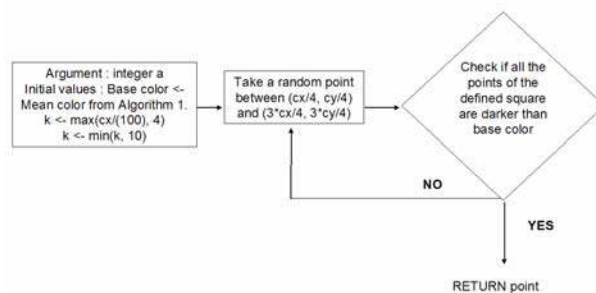 Argument : integer a
Initial values : Base color <-
Mean color from Algorithm 1.
k <- max(cx/(100), 4)
k <- min(k, 10)
Take a random point
between (cx/4, cy/4)
and (3*cx/4, 3*cy/4)
Check if all the
points of the
defined square
are darker than
base color
NO
YES
RETURN point